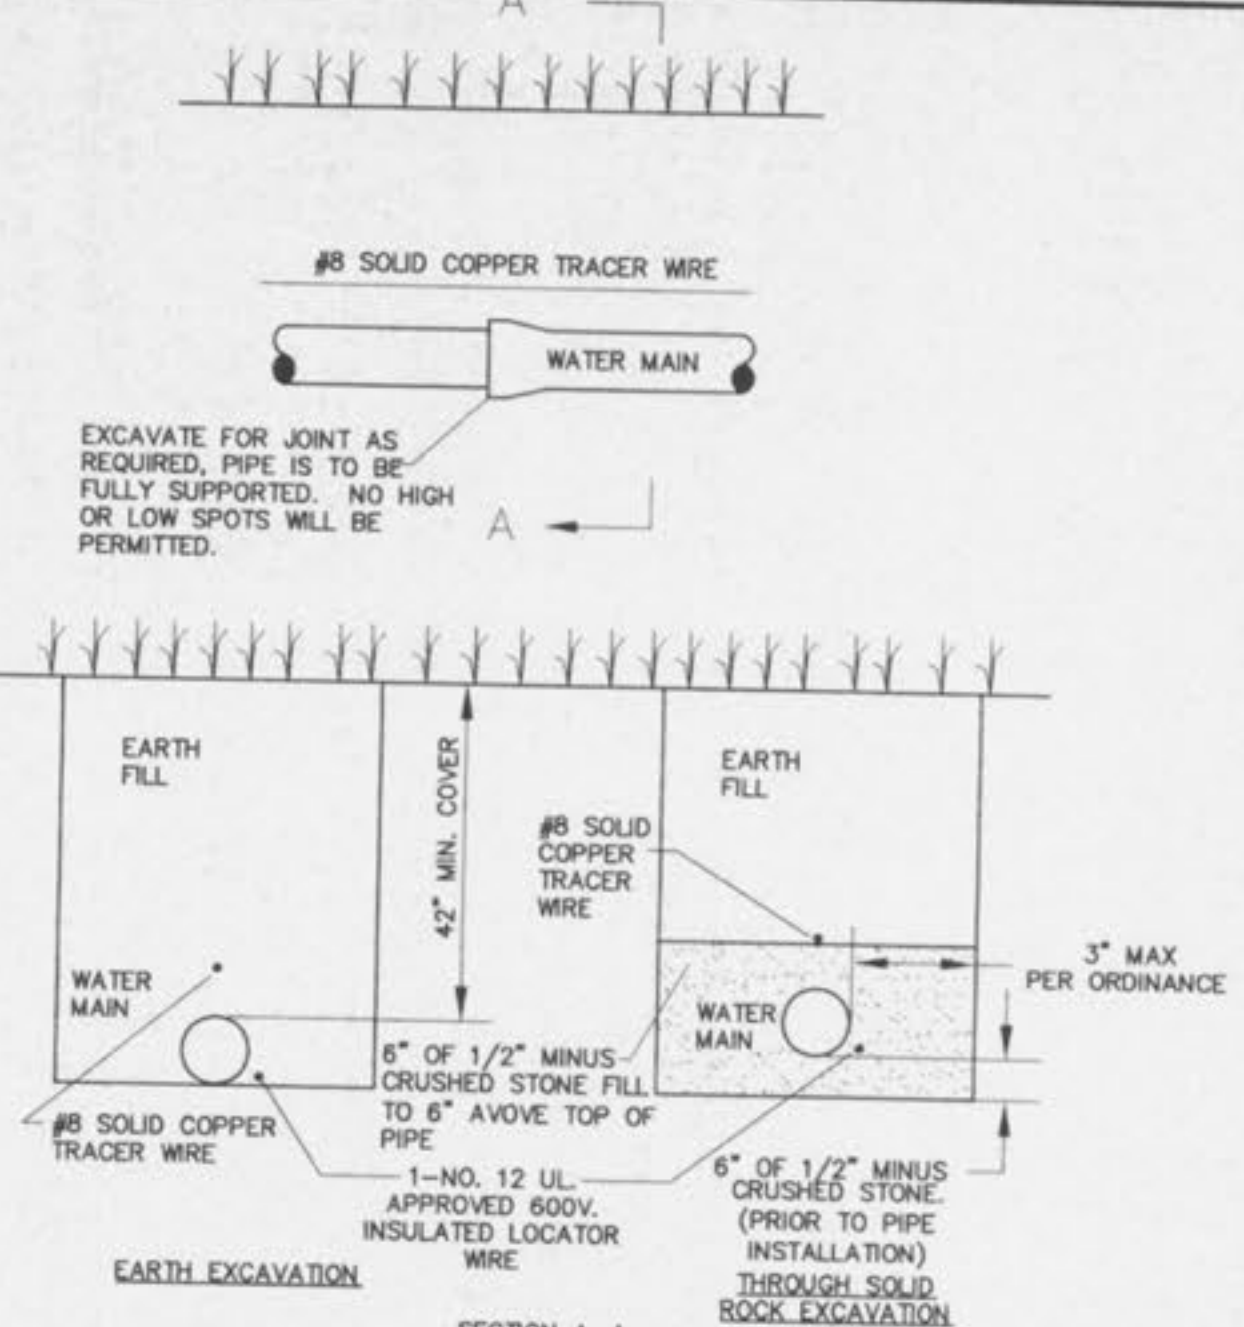 A
#8 SOLID COPPER TRACER WIRE
WATER MAIN
EXCAVATE FOR JOINT AS
REQUIRED, PIPE IS TO BE
FULLY SUPPORTED. NO HIGH
OR LOW SPOTS WILL BE
PERMITTED.
A
EARTH
FILL
42" MIN. COVER
EARTH
FILL
#8 SOLID
COPPER
TRACER
WIRE
WATER
MAIN
WATER
MAIN
3" MAX
PER ORDINANCE
6" OF 1/2" MINUS
CRUSHED STONE FILL
TO 6" AVOVE TOP OF
PIPE
#8 SOLID COPPER
TRACER WIRE
1-NO. 12 UL.
APPROVED 600V.
INSULATED LOCATOR
WIRE
6" OF 1/2" MINUS
CRUSHED STONE.
(PRIOR TO PIPE
INSTALLATION)
EARTH EXCAVATION
THROUGH SOLID
ROCK EXCAVATION